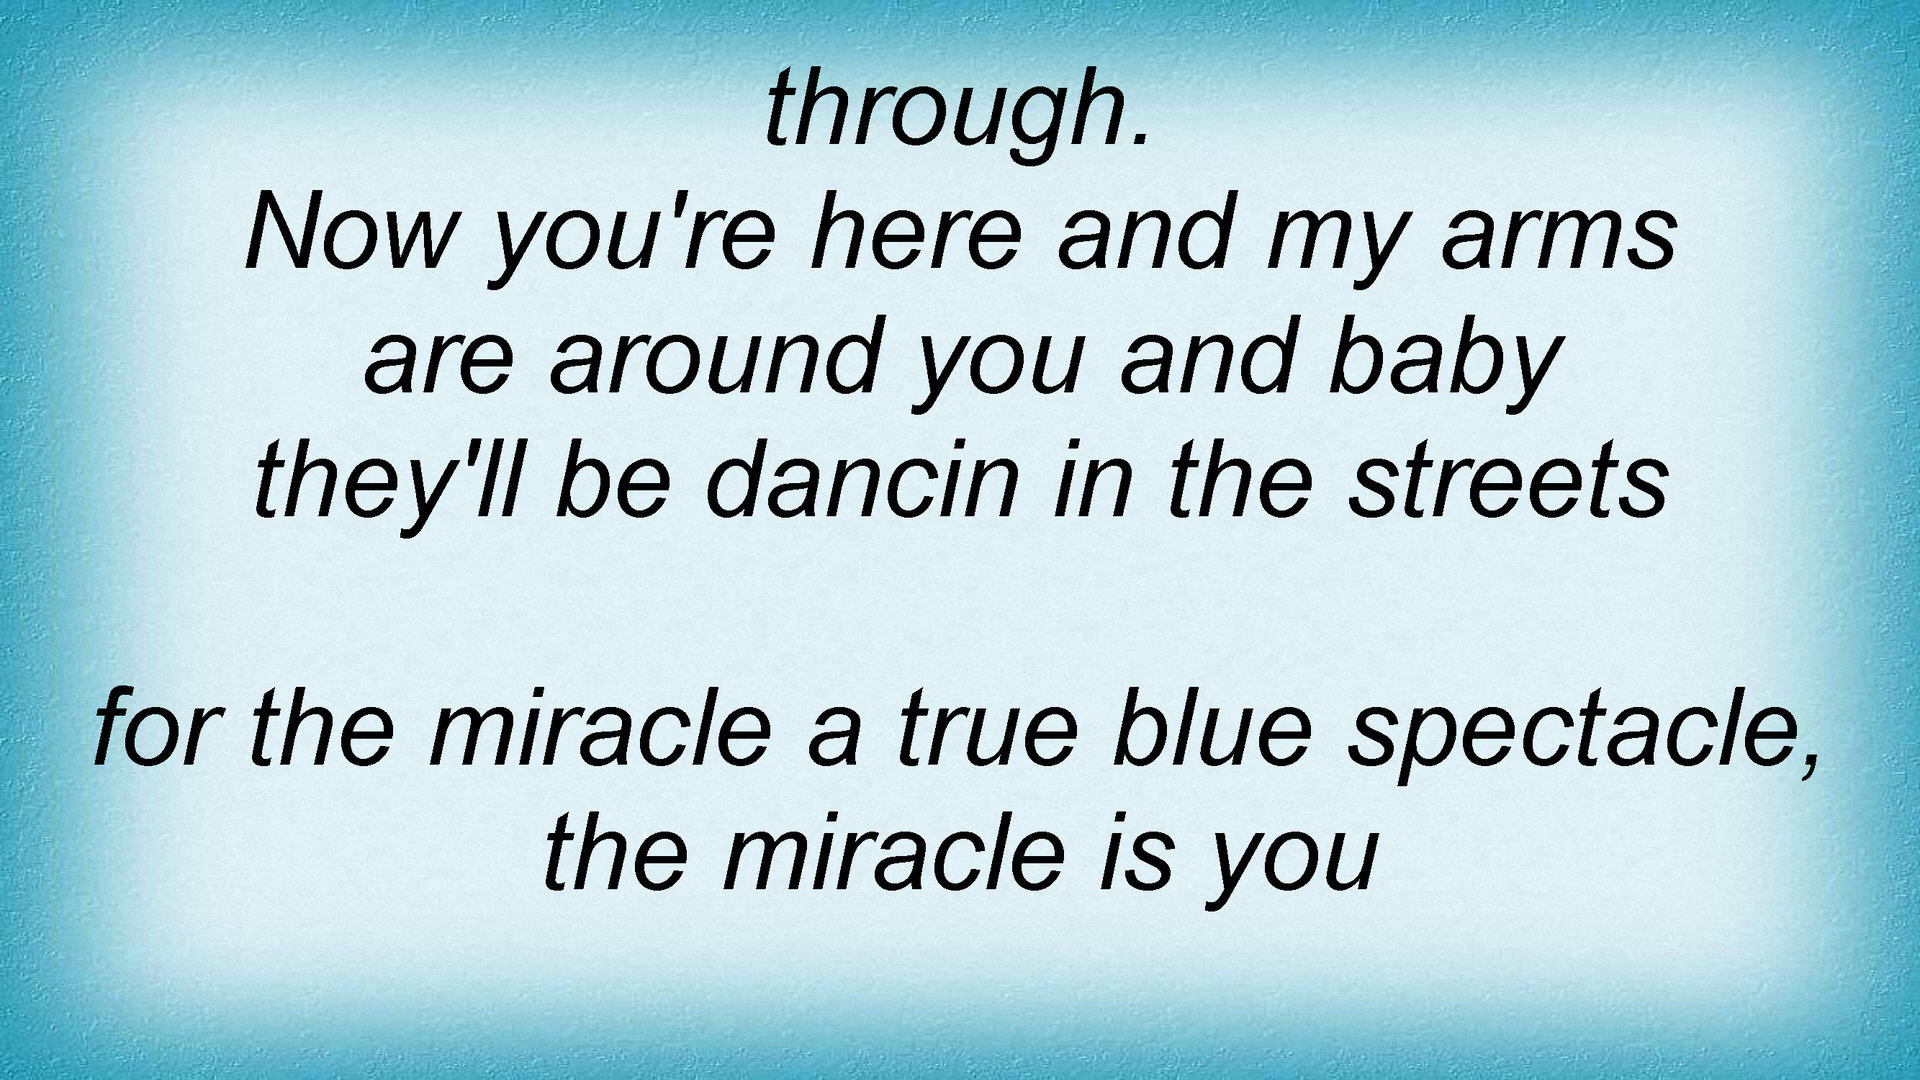 through.
Now you're here and my arms
are around you and baby
they'll be dancin in the streets
for the miracle a true blue spectacle,
the miracle is you